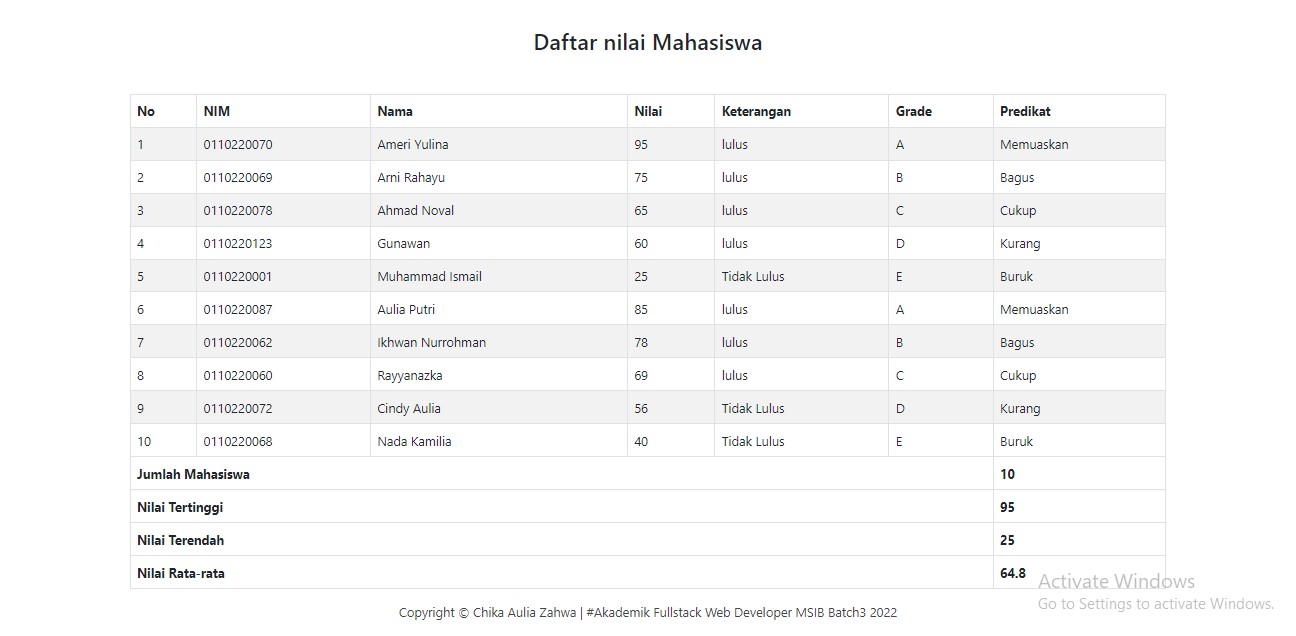 Daftar nilai Mahasiswa
No NIM Nama Nilai Keterangan Grade Predikat
1 0110220070 Ameri Yulina 95 lulus A Memuaskan
2 0110220069 Arni Rahayu 75 lulus B Bagus
3 0110220078 Ahmad Noval 65 lulus C Cukup
4 0110220123 Gunawan 60 lulus D Kurang
5 0110220001 Muhammad Ismail 25 Tidak Lulus E Buruk
6 0110220087 Aulia Putri 85 lulus A Memuaskan
7 0110220062 Ikhwan Nurrohman 78 lulus B Bagus
8 0110220060 Rayyanazka 69 lulus C Cukup
9 0110220072 Cindy Aulia 56 Tidak Lulus D Kurang
10 0110220068 Nada Kamilia 40 Tidak Lulus E Buruk
Jumlah Mahasiswa 10
Nilai Tertinggi 95
Nilai Terendah 25
Nilai Rata-rata 64.8
Activate Windows
Go to Settings to activate Windows.
Copyright © Chika Aulia Zahwa | #Akademik Fullstack Web Developer MSIB Batch3 2022